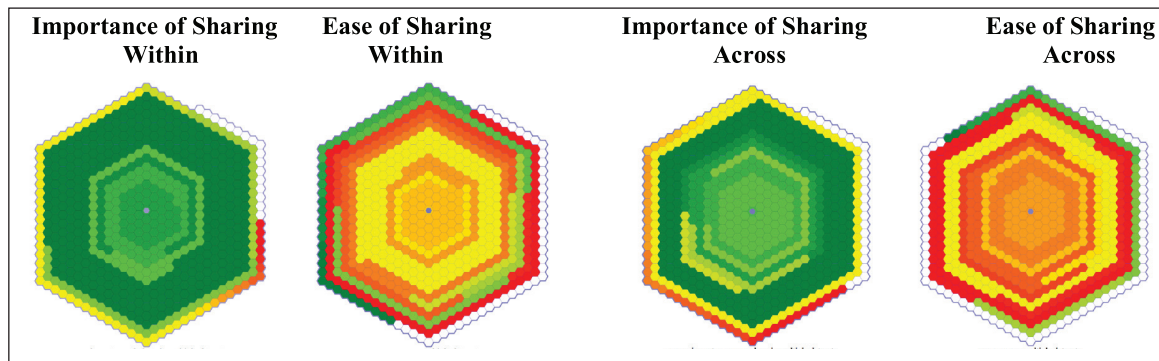 Importance of Sharing
Within
Ease of Sharing
Within
Importance of Sharing
Across
Ease of Sharing
Across